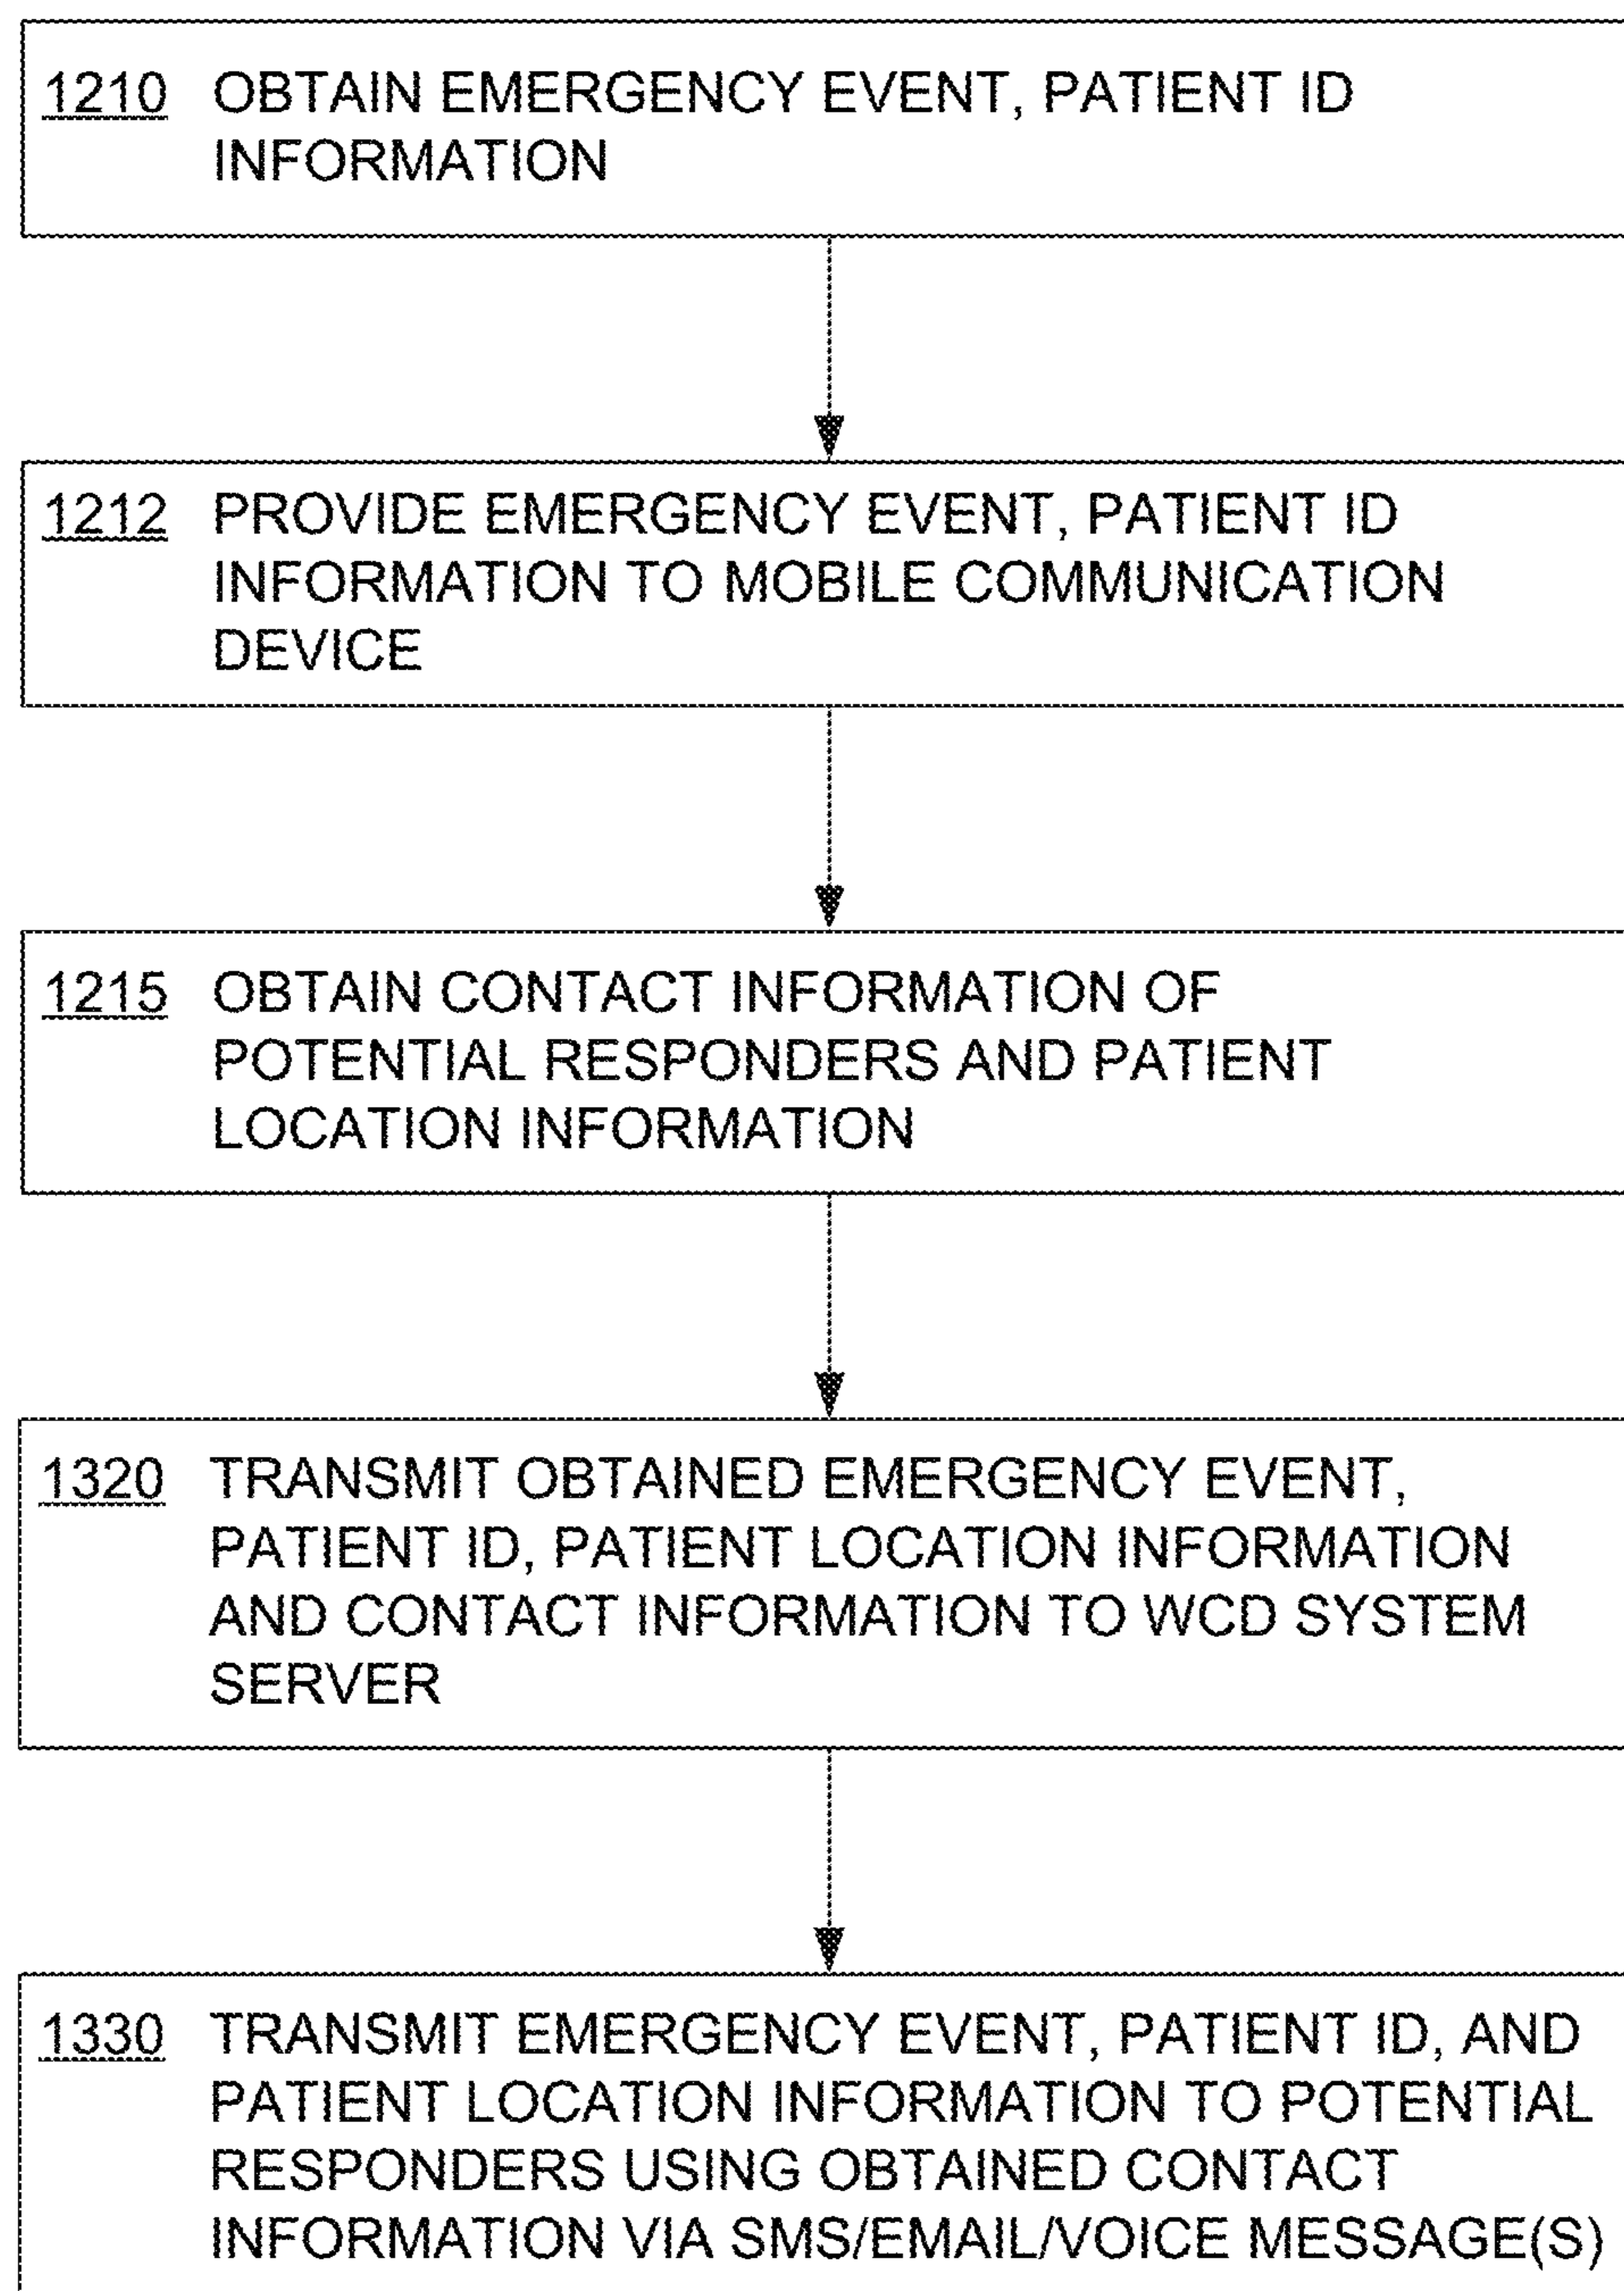 1210 OBTAIN EMERGENCY EVENT, PATIENT ID
INFORMATION
1212 PROVIDE EMERGENCY EVENT, PATIENT ID
INFORMATION TO MOBILE COMMUNICATION
DEVICE
1215 OBTAIN CONTACT INFORMATION OF
POTENTIAL RESPONDERS AND PATIENT
LOCATION INFORMATION
1320 TRANSMIT OBTAINED EMERGENCY EVENT,
PATIENT ID, PATIENT LOCATION INFORMATION
AND CONTACT INFORMATION TO WCD SYSTEM
SERVER
1330 TRANSMIT EMERGENCY EVENT, PATIENT ID, AND
PATIENT LOCATION INFORMATION TO POTENTIAL
RESPONDERS USING OBTAINED CONTACT
INFORMATION VIA SMS/EMAIL/VOICE MESSAGE(S)